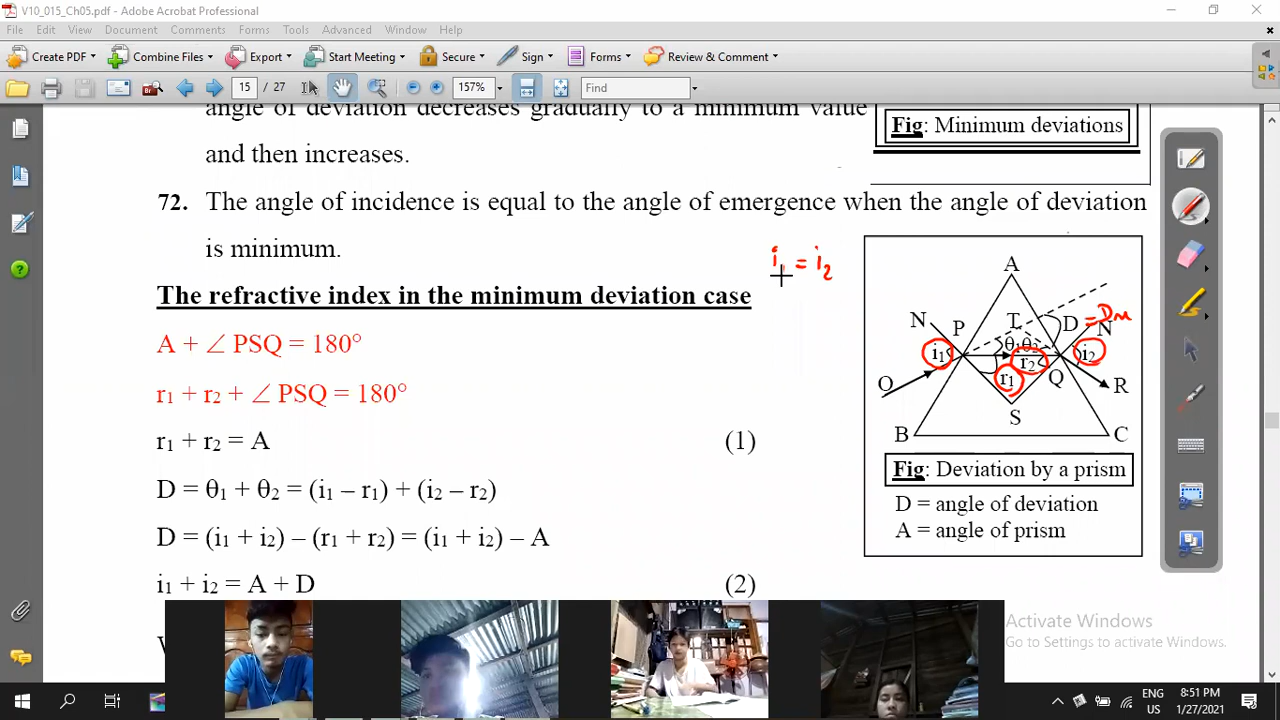 V10_015_Ch05.pdf - Adobe Acrobat Professional
File Edit View Document Comments Forms Tools Advanced Window Help
Create PDF Combine Files Export Start Meeting Secure Sign Forms Review & Comment
15 / 27 157% Find
angle of deviation decreases gradually to a minimum value
and then increases.
Fig: Minimum deviations
72. The angle of incidence is equal to the angle of emergence when the angle of deviation
is minimum.
i₁ = i₂
The refractive index in the minimum deviation case
A + ∠ PSQ = 180°
r₁ + r₂ + ∠ PSQ = 180°
r₁ + r₂ = A (1)
D = θ₁ + θ₂ = (i₁ – r₁) + (i₂ – r₂)
D = (i₁ + i₂) – (r₁ + r₂) = (i₁ + i₂) – A
i₁ + i₂ = A + D (2)
A
N P T D = Dm N
i₁ θ₁ θ₂ r₂ i₂
O r₁ Q R
S
B C
Fig: Deviation by a prism
D = angle of deviation
A = angle of prism
Activate Windows
Go to Settings to activate Windows.
ENG
US
8:51 PM
1/27/2021